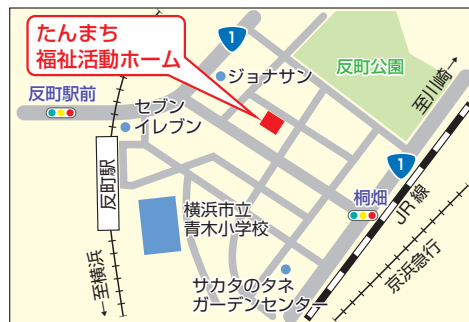 たんまち
福祉活動ホーム
1
ジョナサン
反町公園
至川崎
反町駅前
セブン
イレブン
反町駅
1
桐畑
横浜市立
青木小学校
JR線
京浜急行
至横浜
サカタのタネ
ガーデンセンター